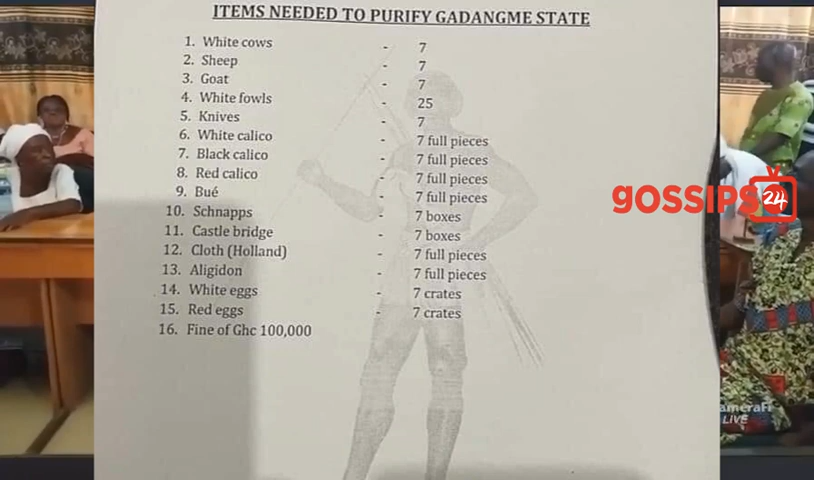 ITEMS NEEDED TO PURIFY GADANGME STATE
1. White cows - 7
2. Sheep - 7
3. Goat - 7
4. White fowls - 25
5. Knives - 7
6. White calico - 7 full pieces
7. Black calico - 7 full pieces
8. Red calico - 7 full pieces
9. Bué - 7 full pieces
10. Schnapps - 7 boxes
11. Castle bridge - 7 boxes
12. Cloth (Holland) - 7 full pieces
13. Aligidon - 7 full pieces
14. White eggs - 7 crates
15. Red eggs - 7 crates
16. Fine of Ghc 100,000
gossips 24
ameraFi
LIVE